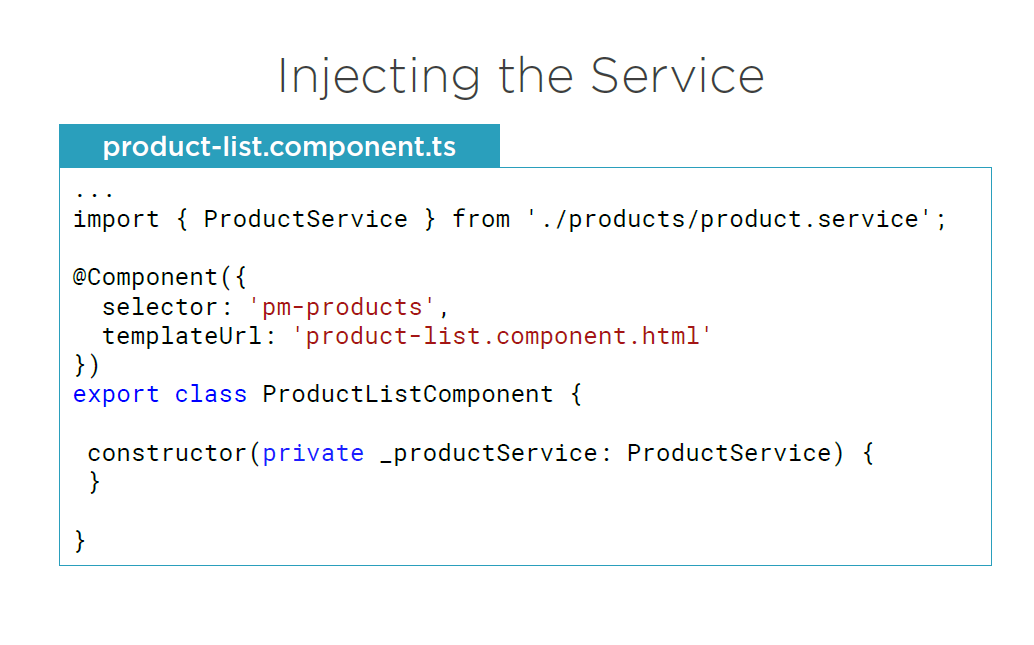 Injecting the Service
product-list.component.ts
...
import { ProductService } from './products/product.service';
@Component({
  selector: 'pm-products',
  templateUrl: 'product-list.component.html'
})
export class ProductListComponent {
 constructor(private _productService: ProductService) {
 }
}